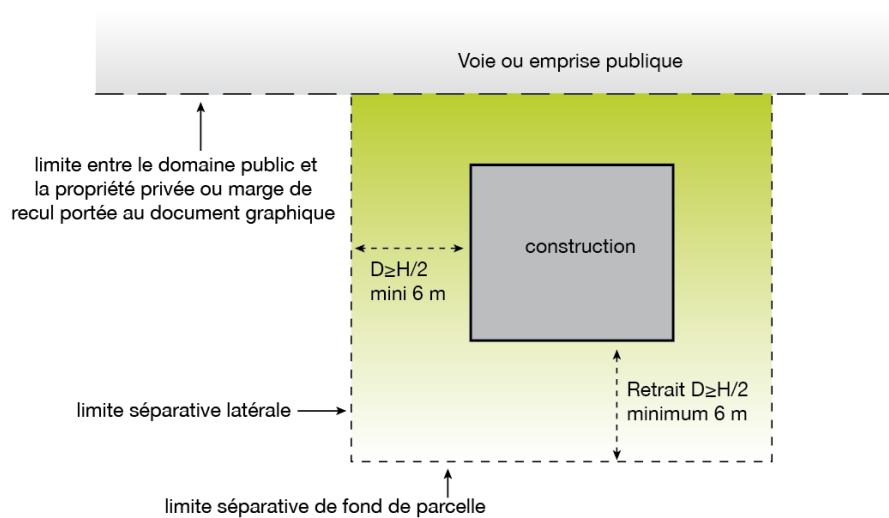 Voie ou emprise publique
limite entre le domaine public et
la propriété privée ou marge de
recul portée au document graphique
construction
D≥H/2
mini 6 m
Retrait D≥H/2
minimum 6 m
limite séparative latérale
limite séparative de fond de parcelle